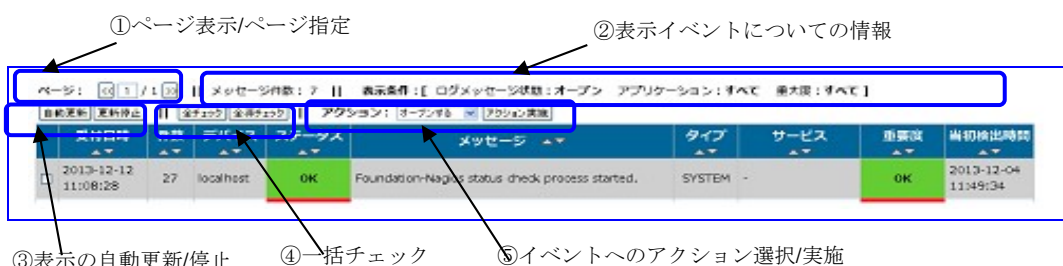 ①ページ表示/ページ指定
②表示イベントについての情報
ページ: << 1 / 1 >> || メッセージ件数:7 || 表示条件:[ ログメッセージ状態:オープン アプリケーション:すべて 重大度:すべて ]
自動更新 更新停止 || 全チェック 全非チェック || アクション: オープンする アクション実施
受付日時 件数 デバイス ステータス メッセージ タイプ サービス 重要度 当初検出時間
2013-12-12 11:08:28 27 localhost OK Foundation-Nagios status check process started. SYSTEM - OK 2013-12-04 11:49:34
③表示の自動更新/停止
④一括チェック
⑤イベントへのアクション選択/実施